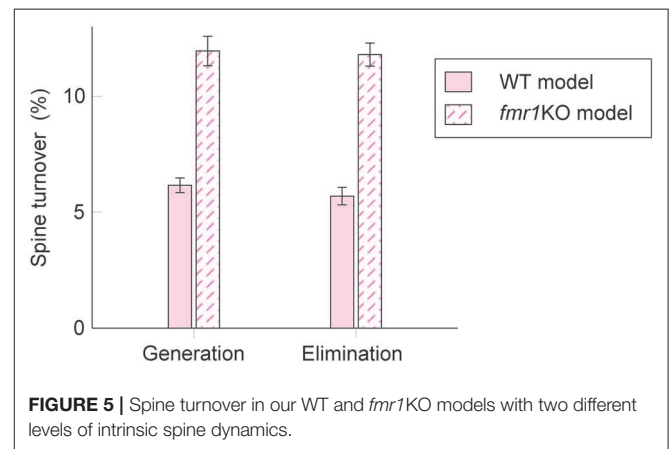 Spine turnover (%)
10
5
0
Generation Elimination
WT model
fmr1KO model
FIGURE 5 | Spine turnover in our WT and fmr1KO models with two different
levels of intrinsic spine dynamics.